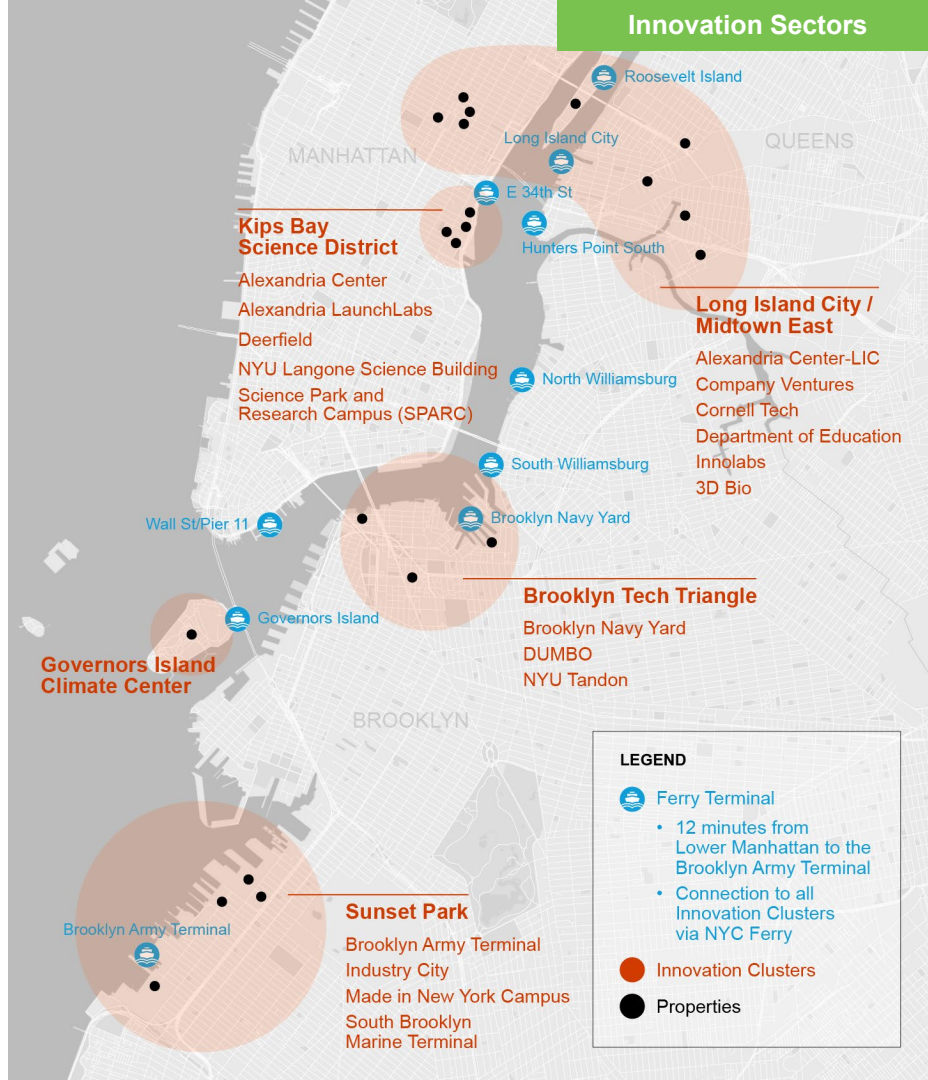 Innovation Sectors
Roosevelt Island
Long Island City
MANHATTAN
QUEENS
E 34th St
Hunters Point South
Kips Bay
Science District
Alexandria Center
Alexandria LaunchLabs
Deerfield
NYU Langone Science Building
Science Park and
Research Campus (SPARC)
Long Island City /
Midtown East
Alexandria Center-LIC
Company Ventures
Cornell Tech
Department of Education
Innolabs
3D Bio
North Williamsburg
South Williamsburg
Wall St/Pier 11
Brooklyn Navy Yard
Brooklyn Tech Triangle
Brooklyn Navy Yard
DUMBO
NYU Tandon
Governors Island
Governors Island
Climate Center
BROOKLYN
Brooklyn Army Terminal
Sunset Park
Brooklyn Army Terminal
Industry City
Made in New York Campus
South Brooklyn
Marine Terminal
LEGEND
Ferry Terminal
• 12 minutes from
Lower Manhattan to the
Brooklyn Army Terminal
• Connection to all
Innovation Clusters
via NYC Ferry
Innovation Clusters
Properties